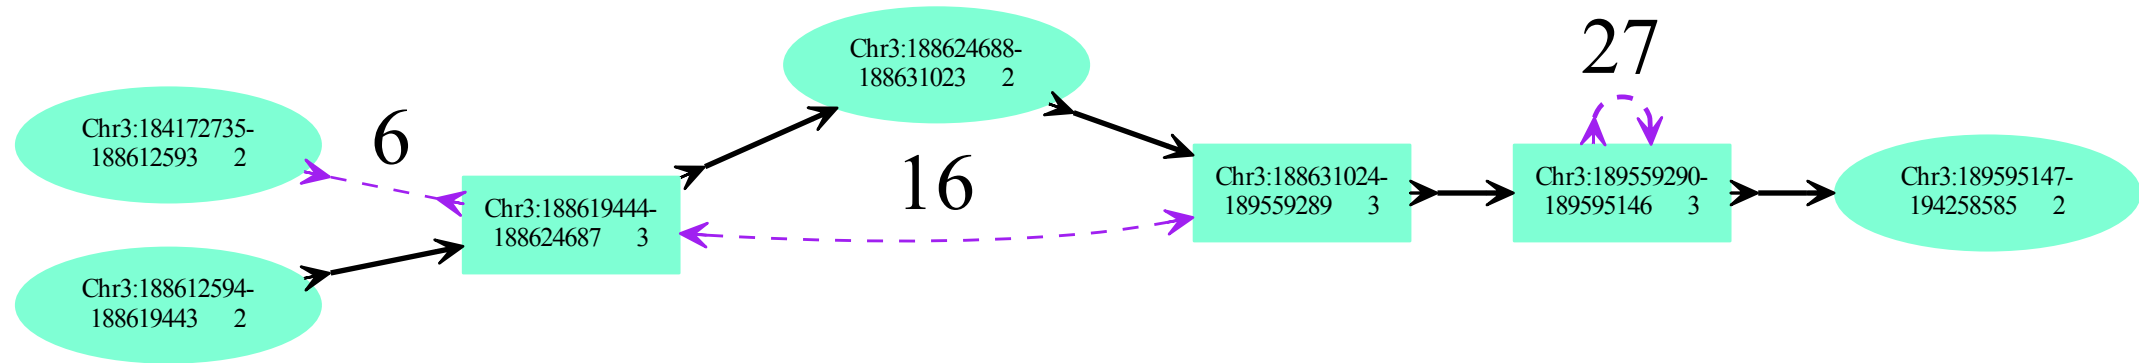 Chr3:184172735-
188612593 2
6
Chr3:188612594-
188619443 2
Chr3:188619444-
188624687 3
Chr3:188624688-
188631023 2
16
Chr3:188631024-
189559289 3
27
Chr3:189559290-
189595146 3
Chr3:189595147-
194258585 2